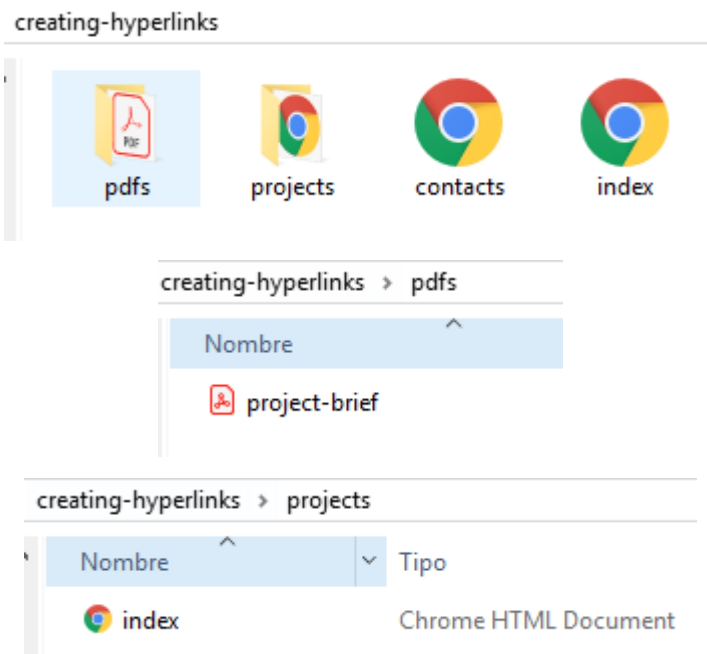 creating-hyperlinks
PDF
pdfs projects contacts index
creating-hyperlinks > pdfs
Nombre
project-brief
creating-hyperlinks > projects
Nombre Tipo
index Chrome HTML Document